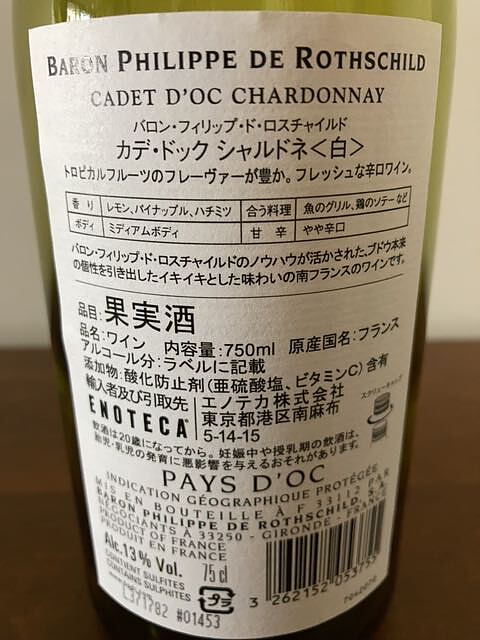 BARON PHILIPPE DE ROTHSCHILD
CADET D'OC CHARDONNAY
バロン・フィリップ・ド・ロスチャイルド
カデ・ドック シャルドネ<白>
トロピカルフルーツのフレーヴァーが豊か。フレッシュな辛口ワイン。
香り レモン、パイナップル、ハチミツ 合う料理 魚のグリル、鶏のソテー など
ボディ ミディアムボディ 甘辛 やや辛口
バロン・フィリップ・ド・ロスチャイルドのノウハウが活かされた、ブドウ本来
の個性を引き出したイキイキとした味わいの南フランスのワインです。
品目:果実酒
品名:ワイン 内容量:750ml 原産国名:フランス
アルコール分:ラベルに記載
添加物:酸化防止剤(亜硫酸塩、ビタミンC)含有
輸入者及び引取先 エノテカ株式会社
ENOTECA 東京都港区南麻布
5-14-15
スクリューキャップ
飲酒は20歳になってから。妊娠中や授乳期の飲酒は、
胎児・乳児の発育に悪影響を与えるおそれがあります。
PAYS D'OC
INDICATION GÉOGRAPHIQUE PROTÉGÉE
MIS EN BOUTEILLE À F 33112 PAR
BARON PHILIPPE DE ROTHSCHILD, S.A.
NÉGOCIANTS À 33250 - GIRONDE - FRANCE
PRODUCT OF FRANCE
PRODUIT EN FRANCE
Alc.13% Vol. 75 cl
CONTIENT SULFITES
CONTAINS SULPHITES
L371782 #01453
プラ
3 262152 053755